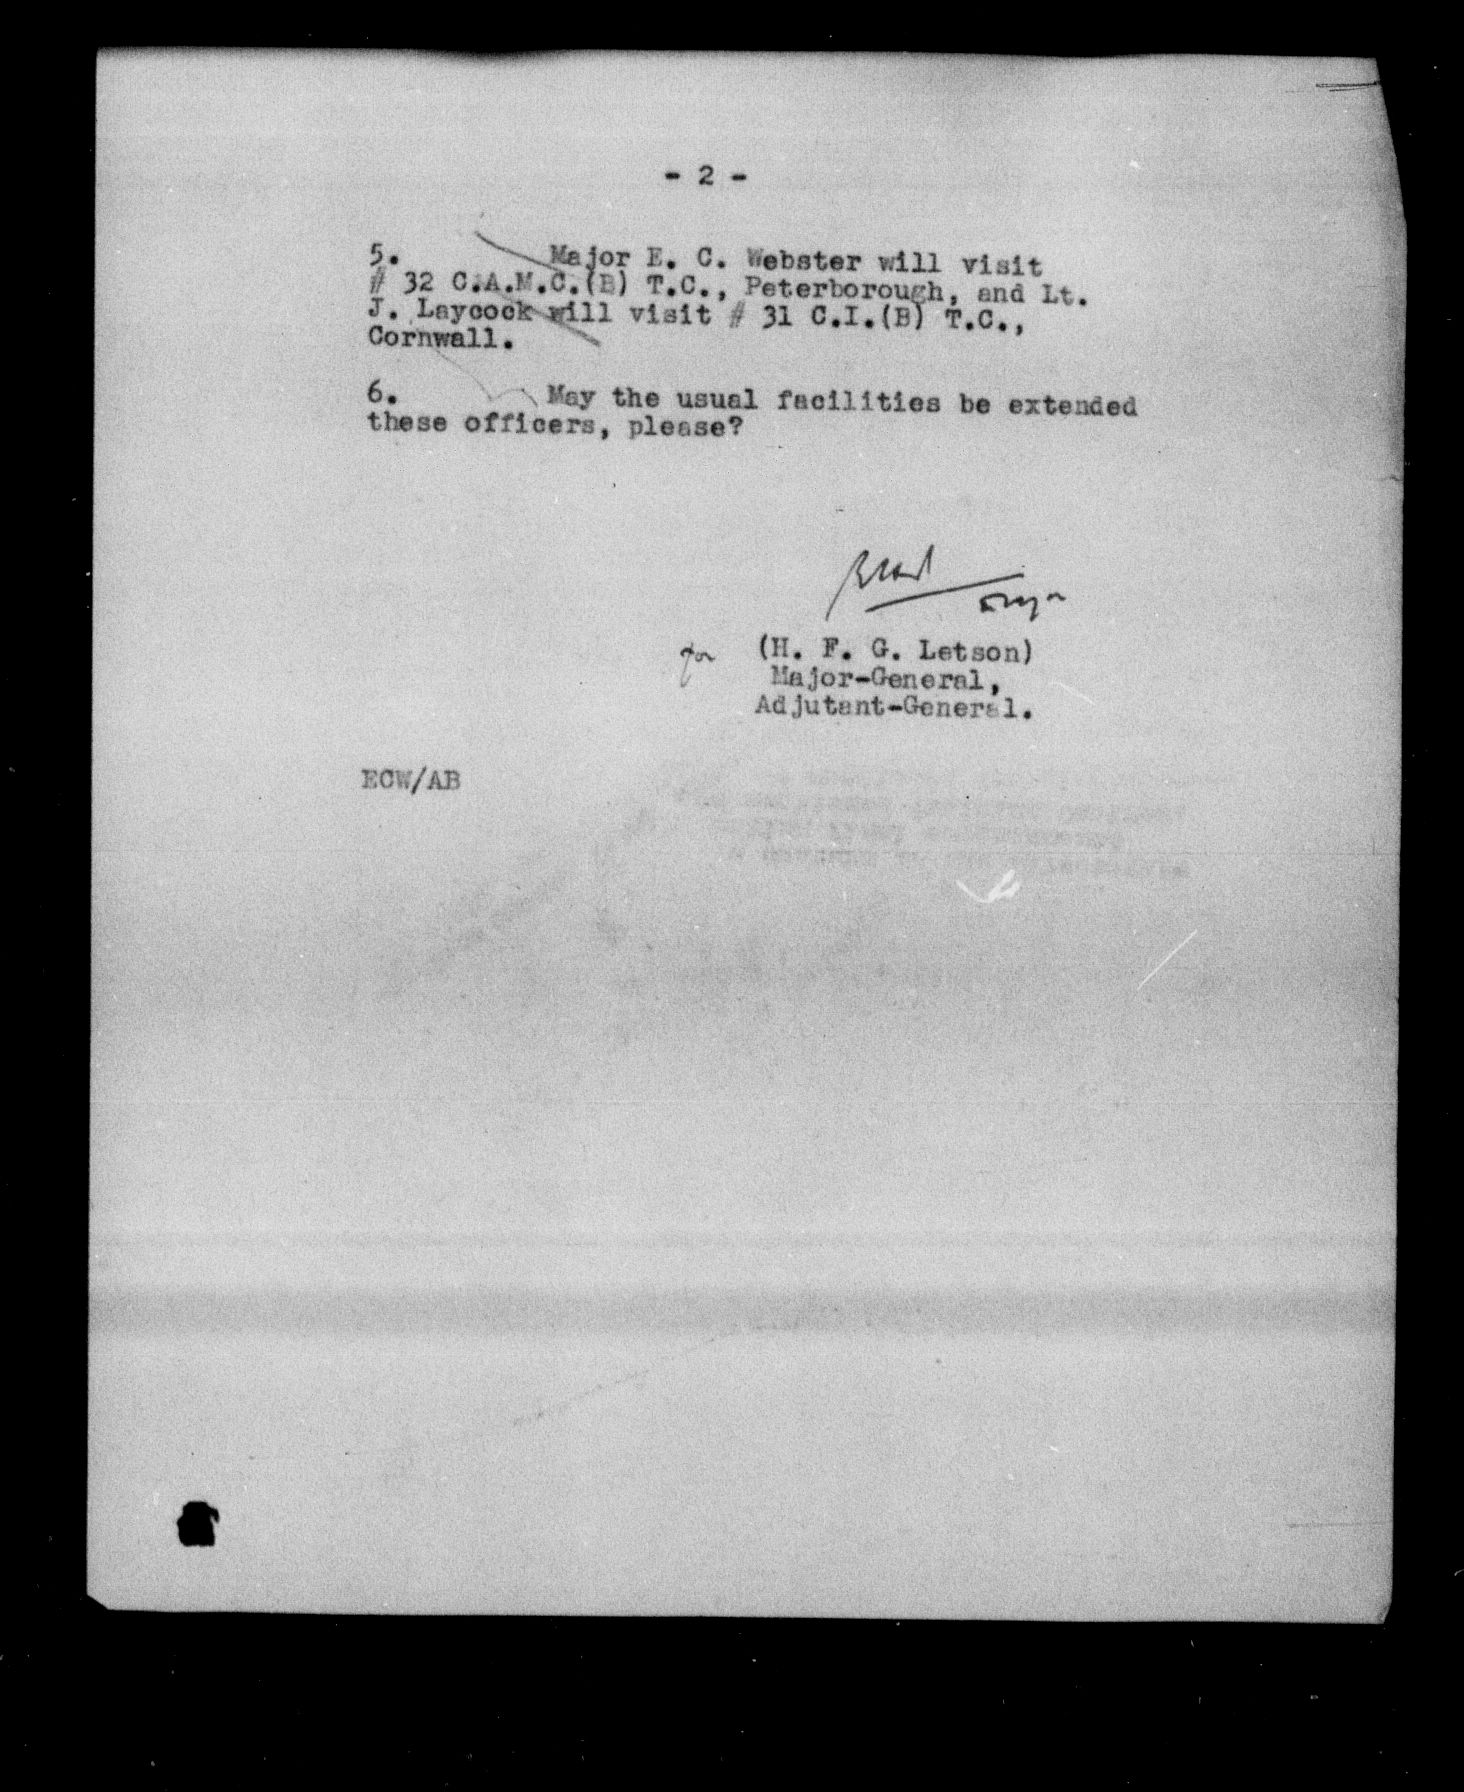 - 2 -
5. Major E. C. Webster will visit
# 32 C.A.M.C.(B) T.C., Peterborough, and Lt.
J. Laycock will visit # 31 C.I.(B) T.C.,
Cornwall.
6. May the usual facilities be extended
these officers, please?
for (H. F. G. Letson)
Major-General,
Adjutant-General.
ECW/AB